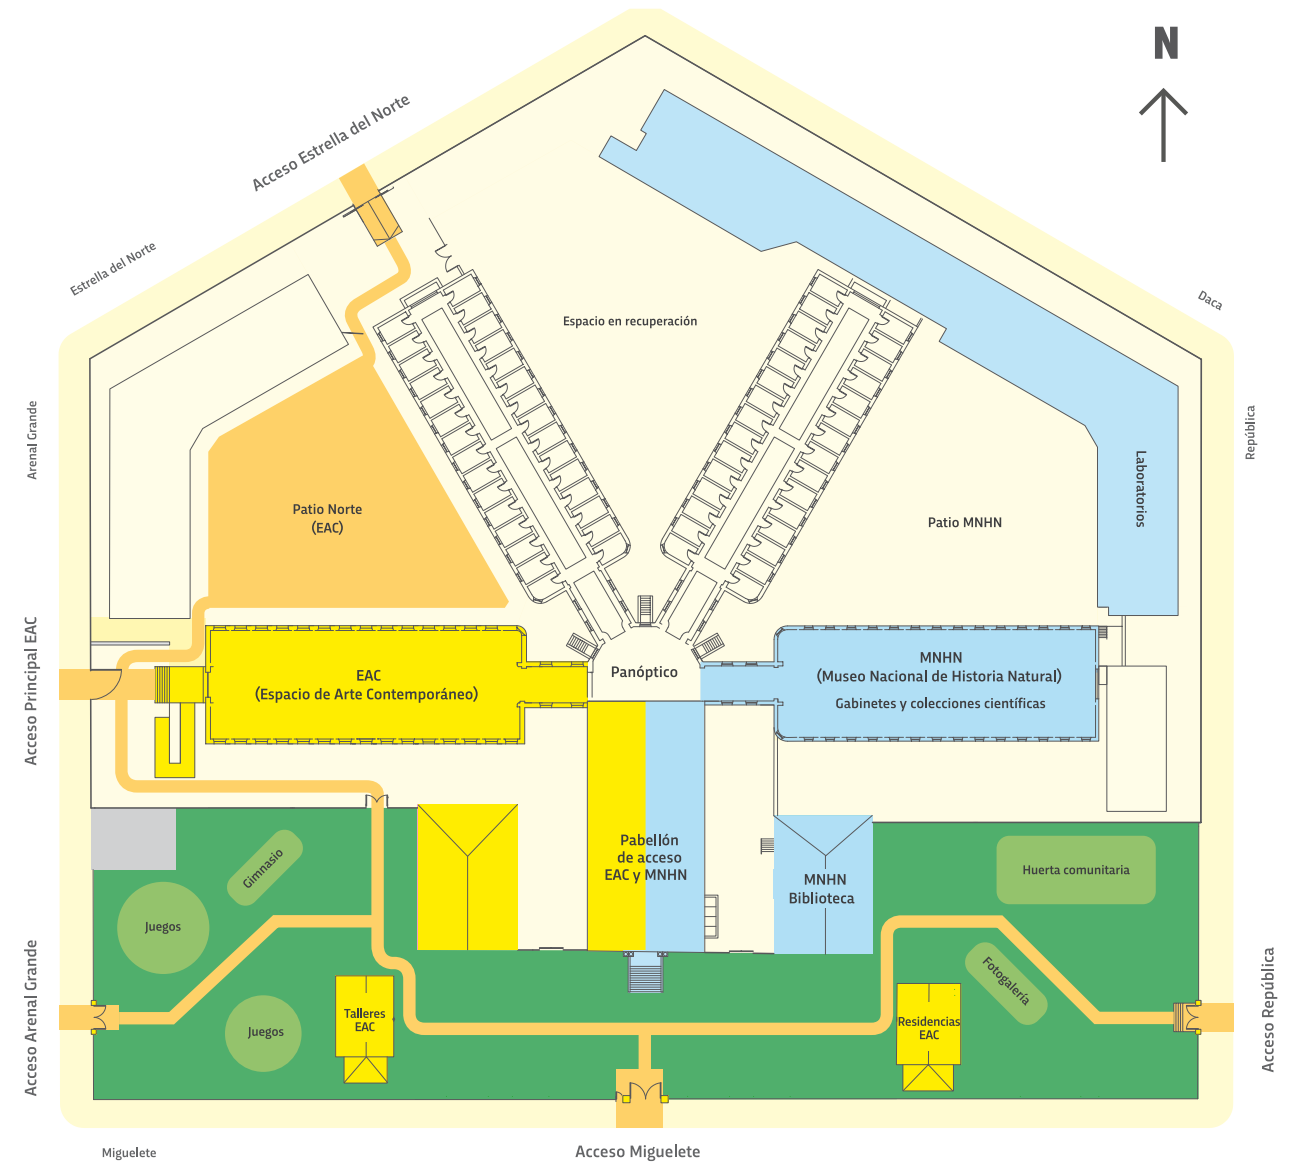 N
Acceso Estrella del Norte
Estrella del Norte
Daca
Espacio en recuperación
Arenal Grande
República
Laboratorios
Patio Norte
(EAC)
Patio MNHN
Acceso Principal EAC
EAC
(Espacio de Arte Contemporáneo)
Panóptico
MNHN
(Museo Nacional de Historia Natural)
Gabinetes y colecciones científicas
Pabellón
de acceso
EAC y MNHN
MNHN
Biblioteca
Gimnasio
Huerta comunitaria
Juegos
Fotogalería
Acceso Arenal Grande
Juegos
Talleres
EAC
Residencias
EAC
Acceso República
Miguelete
Acceso Miguelete